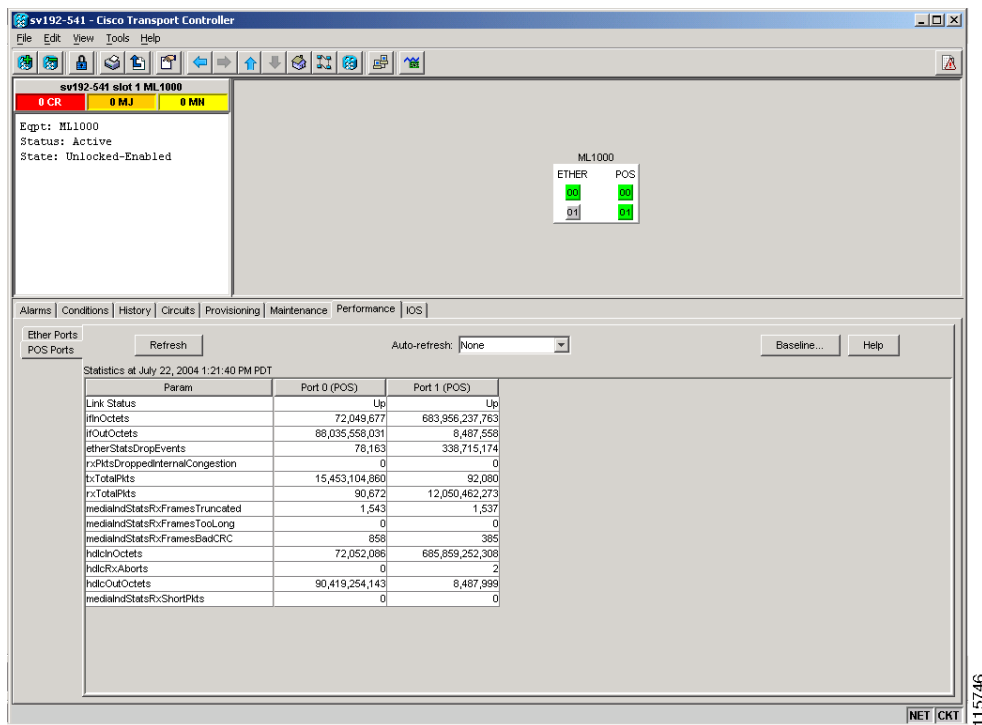 sv192-541 - Cisco Transport Controller
File Edit View Tools Help
sv192-541 slot 1 ML1000
0 CR 0 MJ 0 MN
Eqpt: ML1000
Status: Active
State: Unlocked-Enabled
ML1000
ETHER POS
00 00
01 01
Alarms Conditions History Circuits Provisioning Maintenance Performance IOS
Ether Ports
POS Ports
Refresh Auto-refresh: None Baseline... Help
Statistics at July 22, 2004 1:21:40 PM PDT
Param Port 0 (POS) Port 1 (POS)
Link Status Up Up
ifInOctets 72,049,677 683,956,237,763
ifOutOctets 88,035,558,031 8,487,558
etherStatsDropEvents 78,163 338,715,174
rxPktsDroppedInternalCongestion 0 0
txTotalPkts 15,453,104,860 92,080
rxTotalPkts 90,672 12,050,462,273
mediaIndStatsRxFramesTruncated 1,543 1,537
mediaIndStatsRxFramesTooLong 0 0
mediaIndStatsRxFramesBadCRC 858 385
hdlcInOctets 72,052,086 685,859,252,308
hdlcRxAborts 0 2
hdlcOutOctets 90,419,254,143 8,487,999
mediaIndStatsRxShortPkts 0 0
NET CKT
115746